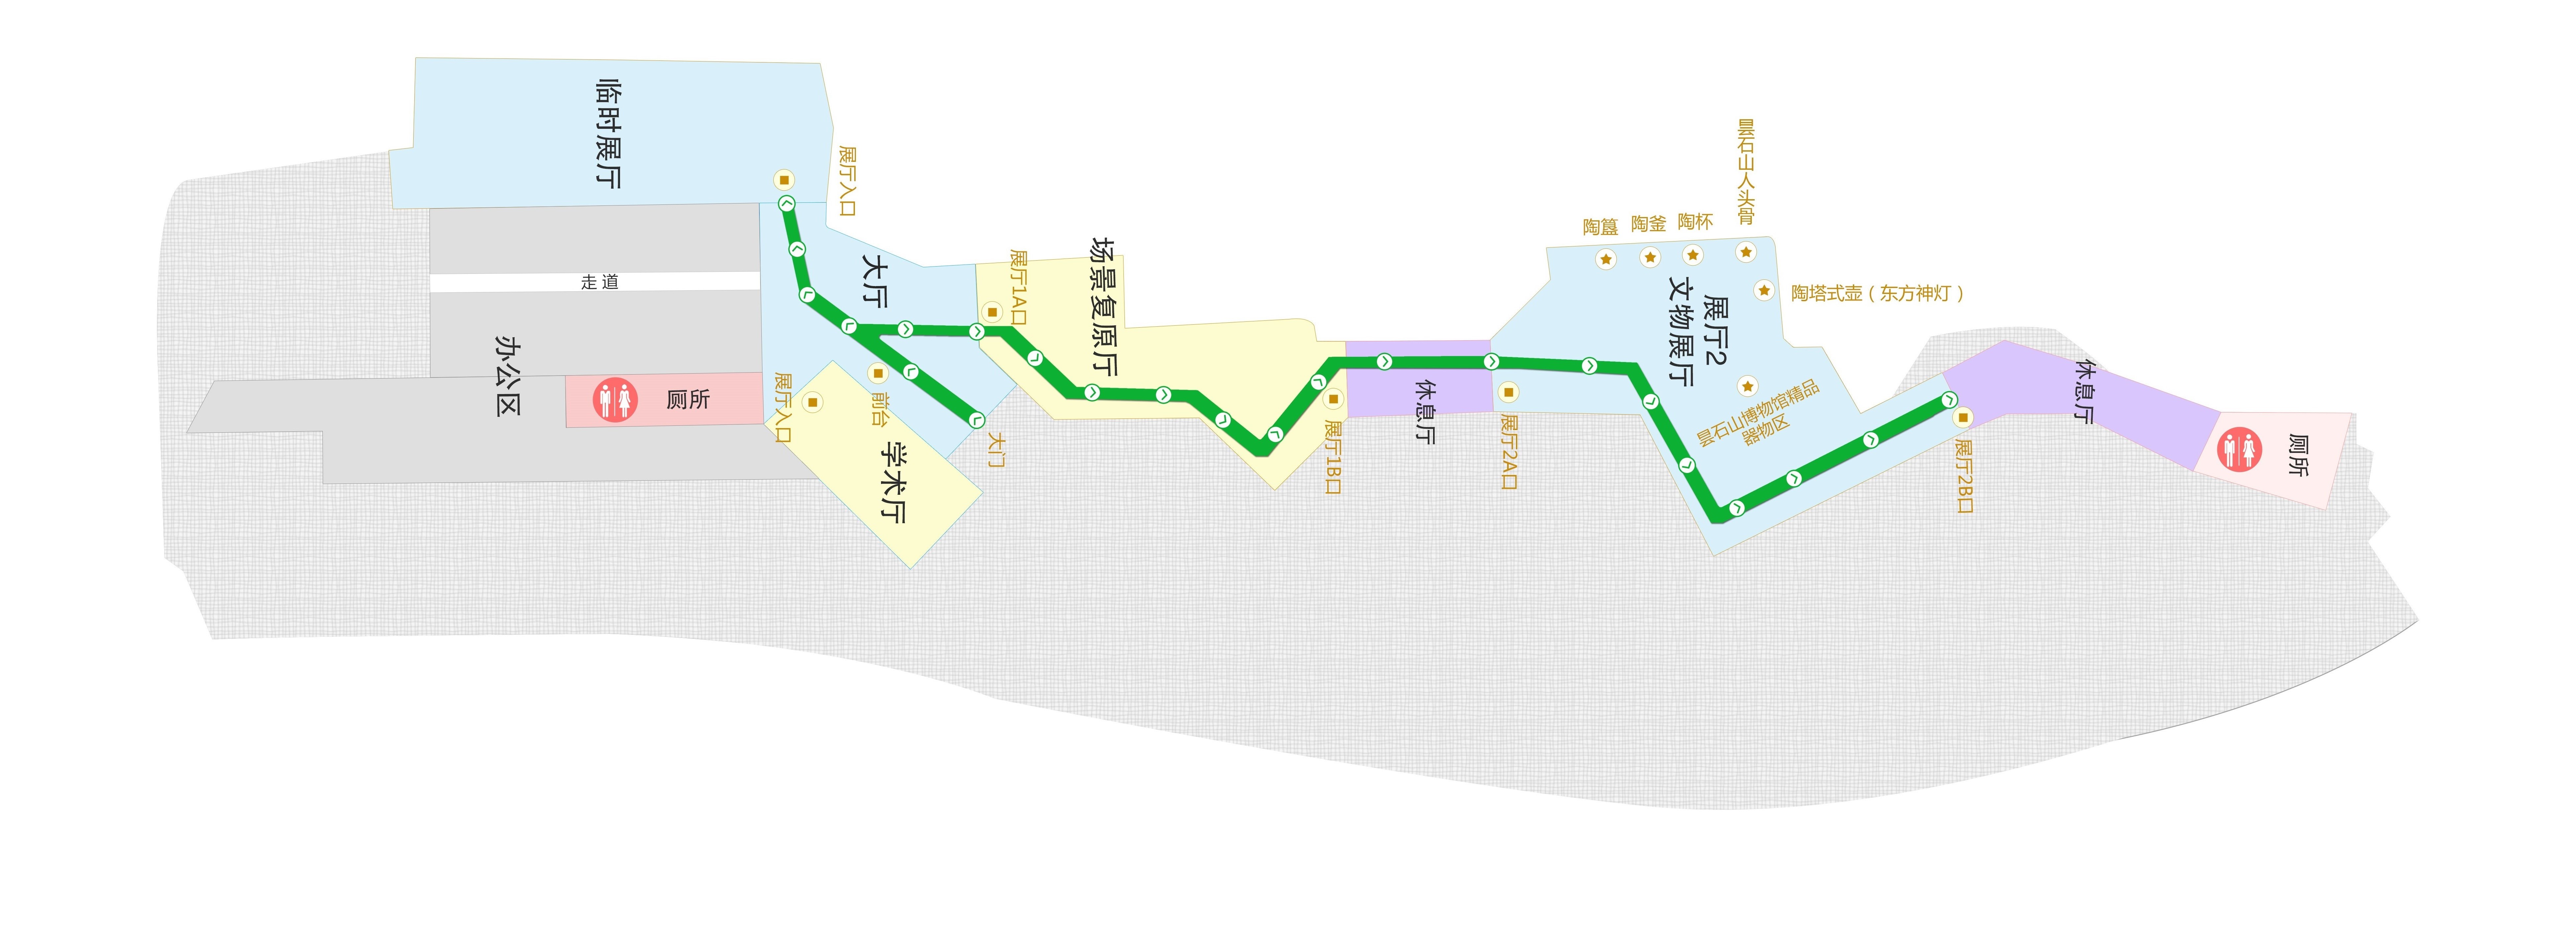 临时展厅
展厅入口
走道
办公区
厕所
大厅
展厅入口
前台
学术厅
大门
展厅1A口
场景复原厅
展厅1B口
休息厅
展厅2A口
陶簋
陶釜
陶杯
昙石山人头骨
陶塔式壶（东方神灯）
展厅2
文物展厅
昙石山博物馆精品
器物区
展厅2B口
休息厅
厕所